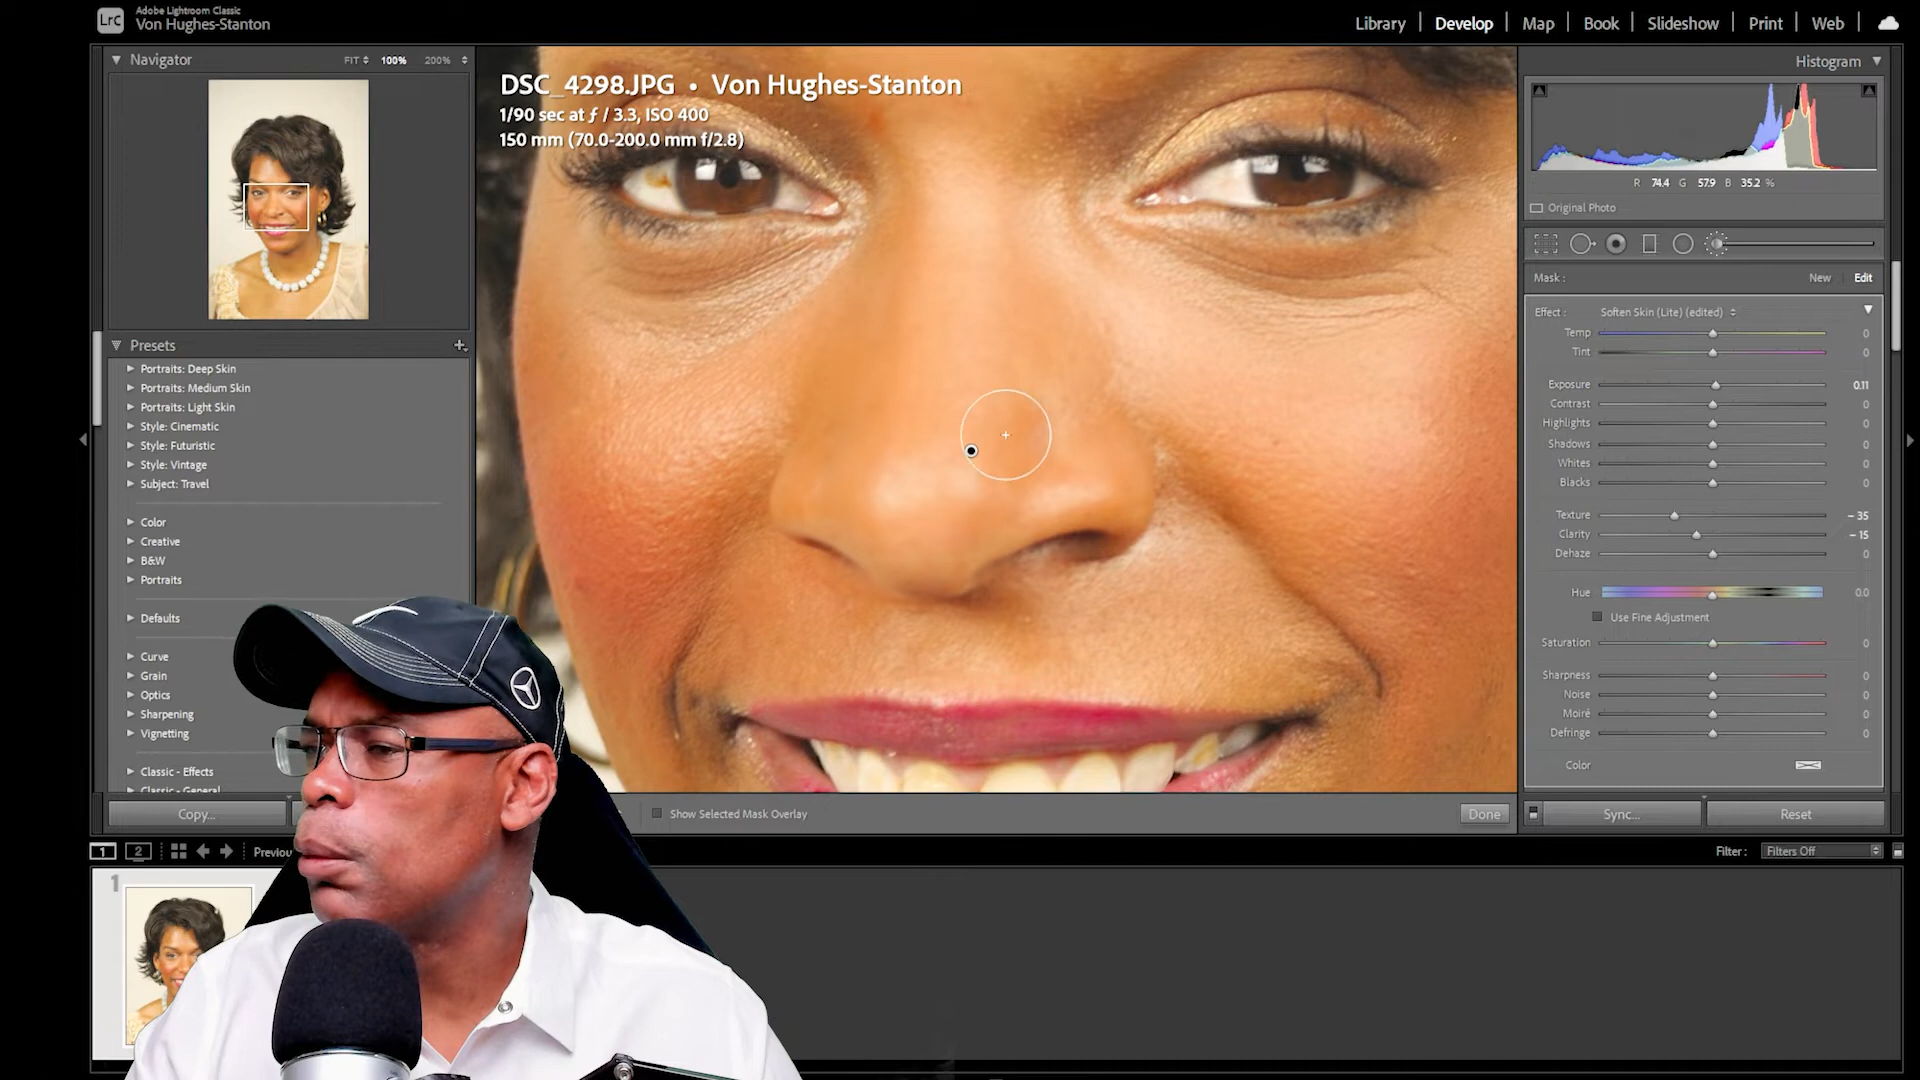 LrC
Adobe Lightroom Classic
Von Hughes-Stanton
Library | Develop | Map | Book | Slideshow | Print | Web
Navigator FIT 100% 200%
Presets
Portraits: Deep Skin
Portraits: Medium Skin
Portraits: Light Skin
Style: Cinematic
Style: Futuristic
Style: Vintage
Subject: Travel
Color
Creative
B&W
Portraits
Defaults
Curve
Grain
Optics
Sharpening
Vignetting
Classic - Effects
Classic - General
Copy...
DSC_4298.JPG • Von Hughes-Stanton
1/90 sec at ƒ / 3.3, ISO 400
150 mm (70.0-200.0 mm f/2.8)
Show Selected Mask Overlay
Done
Histogram
R 74.4 G 57.9 B 35.2 %
Original Photo
Mask : New Edit
Effect : Soften Skin (Lite) (edited)
Temp 0
Tint 0
Exposure 0.11
Contrast 0
Highlights 0
Shadows 0
Whites 0
Blacks 0
Texture – 35
Clarity – 15
Dehaze 0
Hue 0.0
Use Fine Adjustment
Saturation 0
Sharpness 0
Noise 0
Moiré 0
Defringe 0
Color
Sync... Reset
1 2 Previou
Filter : Filters Off
1